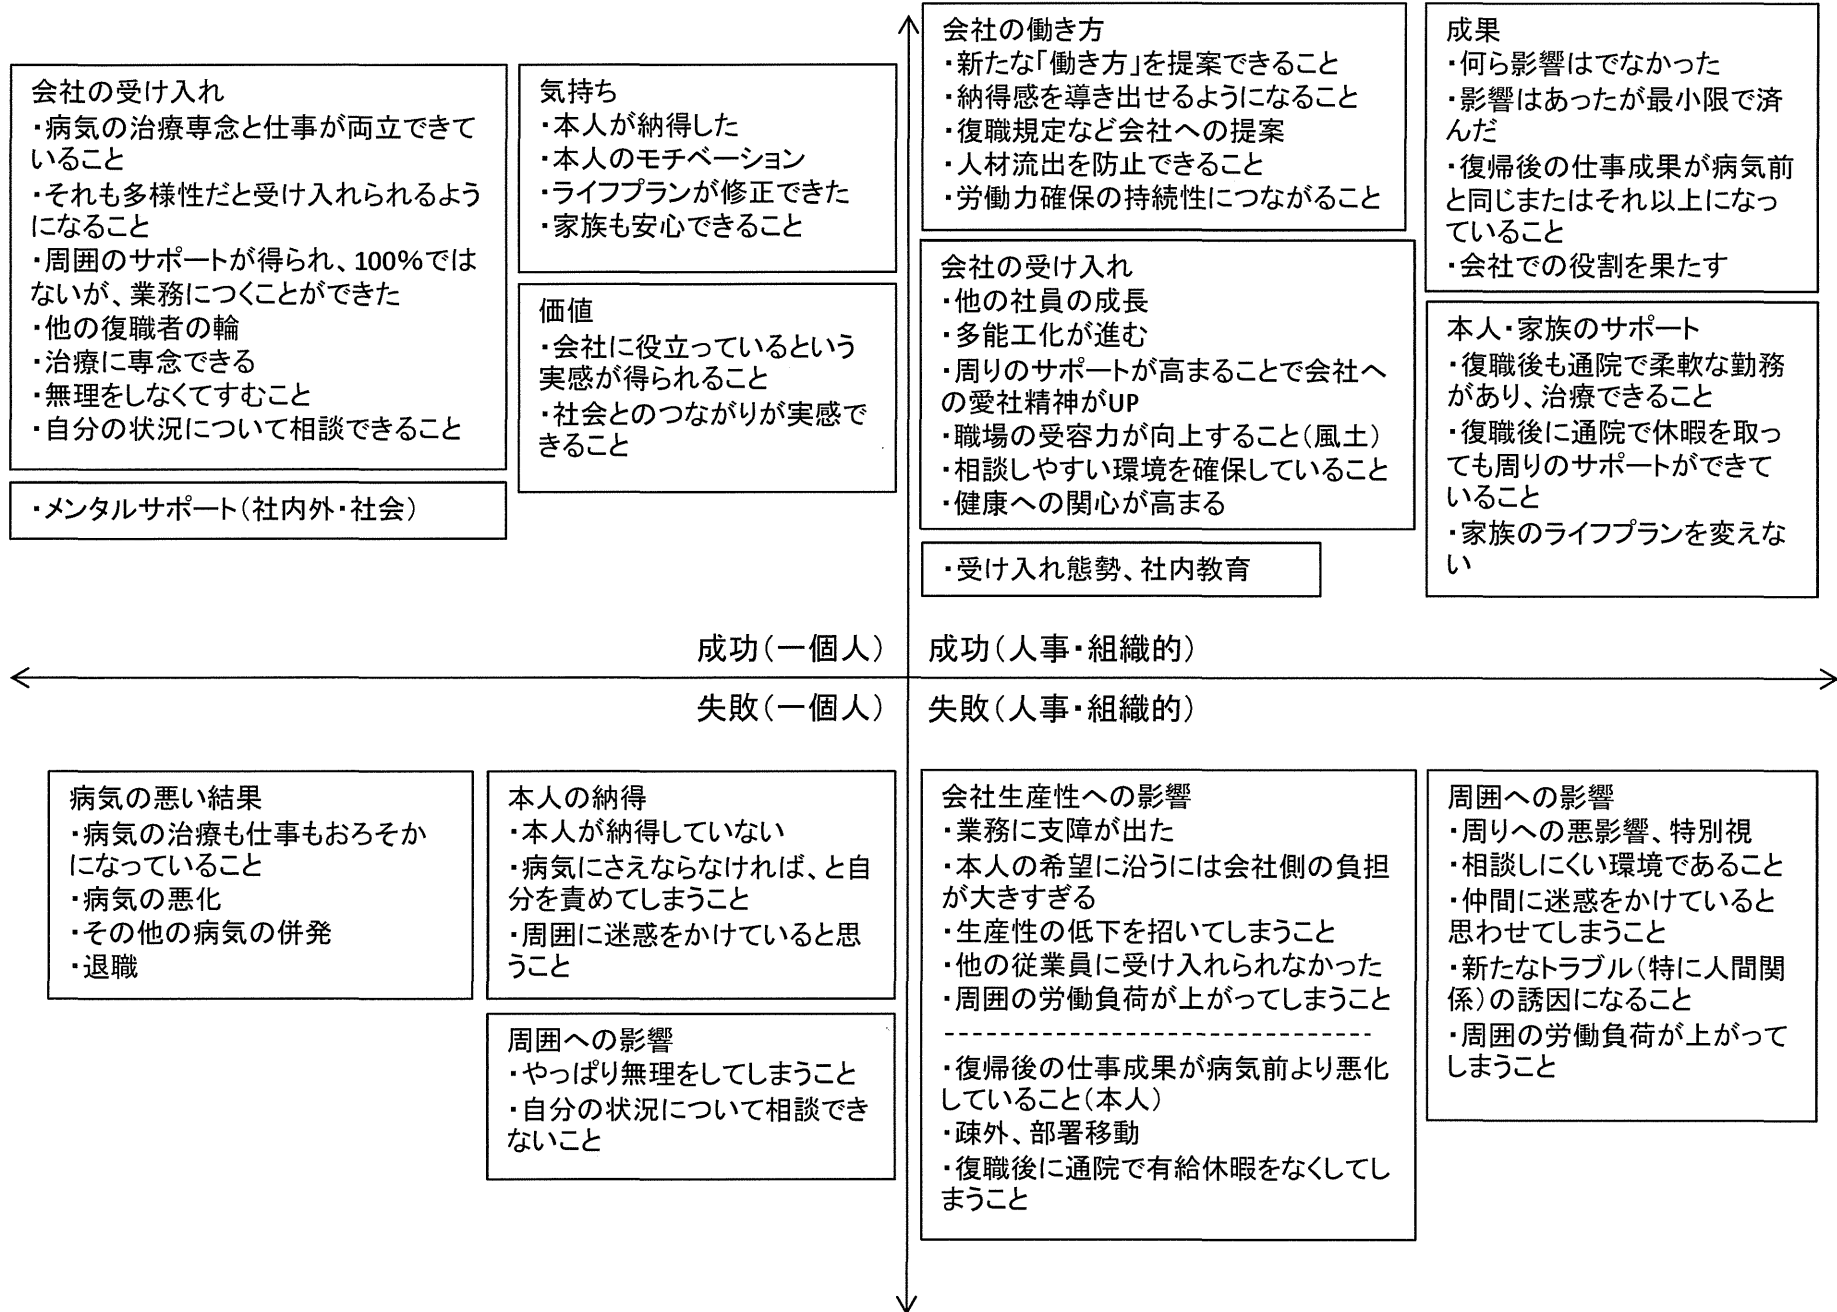 会社の受け入れ
・病気の治療専念と仕事が両立できて
いること
・それも多様性だと受け入れられるよう
になること
・周囲のサポートが得られ、100%では
ないが、業務につくことができた
・他の復職者の輪
・治療に専念できる
・無理をしなくてすむこと
・自分の状況について相談できること
・メンタルサポート(社内外・社会)
気持ち
・本人が納得した
・本人のモチベーション
・ライフプランが修正できた
・家族も安心できること
価値
・会社に役立っているという
実感が得られること
・社会とのつながりが実感で
きること
会社の働き方
・新たな「働き方」を提案できること
・納得感を導き出せるようになること
・復職規定など会社への提案
・人材流出を防止できること
・労働力確保の持続性につながること
会社の受け入れ
・他の社員の成長
・多能工化が進む
・周りのサポートが高まることで会社へ
の愛社精神がUP
・職場の受容力が向上すること(風土)
・相談しやすい環境を確保していること
・健康への関心が高まる
・受け入れ態勢、社内教育
成果
・何ら影響はでなかった
・影響はあったが最小限で済
んだ
・復帰後の仕事成果が病気前
と同じまたはそれ以上になっ
ていること
・会社での役割を果たす
本人・家族のサポート
・復職後も通院で柔軟な勤務
があり、治療できること
・復職後に通院で休暇を取っ
ても周りのサポートができて
いること
・家族のライフプランを変えな
い
成功(一個人)
成功(人事・組織的)
失敗(一個人)
失敗(人事・組織的)
病気の悪い結果
・病気の治療も仕事もおろそか
になっていること
・病気の悪化
・その他の病気の併発
・退職
本人の納得
・本人が納得していない
・病気にさえならなければ、と自
分を責めてしまうこと
・周囲に迷惑をかけていると思
うこと
周囲への影響
・やっぱり無理をしてしまうこと
・自分の状況について相談でき
ないこと
会社生産性への影響
・業務に支障が出た
・本人の希望に沿うには会社側の負担
が大きすぎる
・生産性の低下を招いてしまうこと
・他の従業員に受け入れられなかった
・周囲の労働負荷が上がってしまうこと
・復帰後の仕事成果が病気前より悪化
していること(本人)
・疎外、部署移動
・復職後に通院で有給休暇をなくしてし
まうこと
周囲への影響
・周りへの悪影響、特別視
・相談しにくい環境であること
・仲間に迷惑をかけていると
思わせてしまうこと
・新たなトラブル(特に人間関
係)の誘因になること
・周囲の労働負荷が上がって
しまうこと